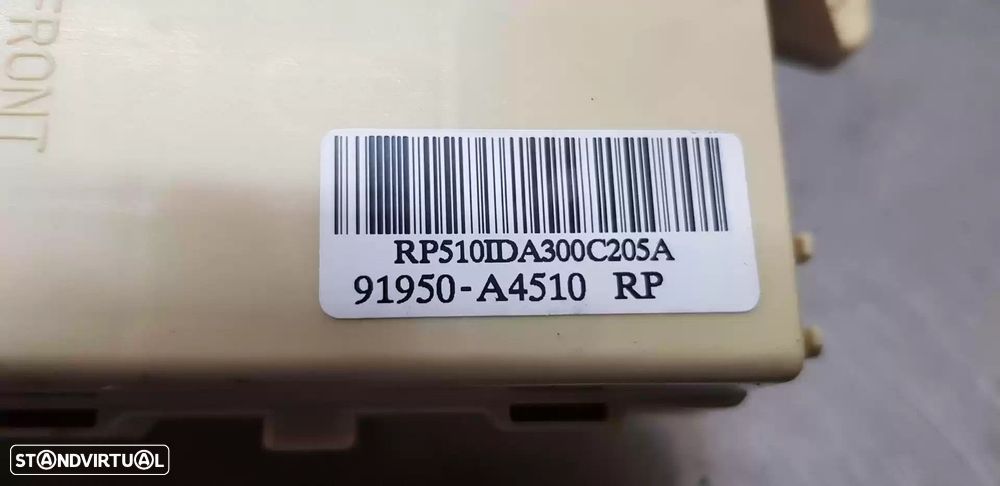 FRONT
RP510IDA300C205A
91950-A4510 RP
STANDVIRTUAL